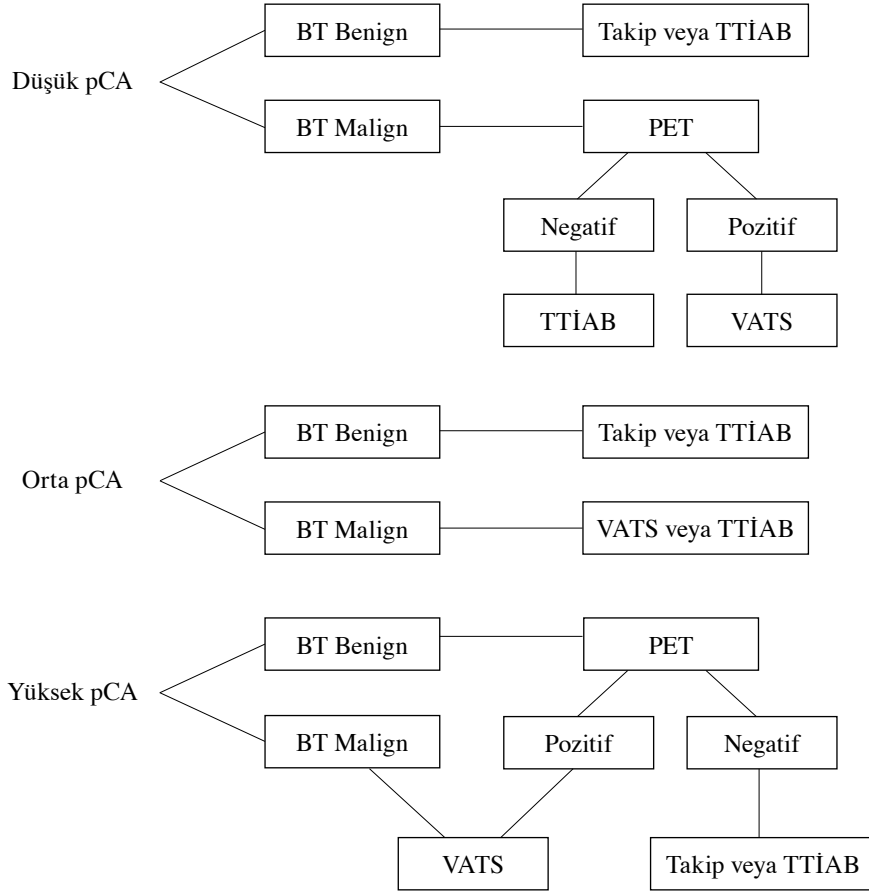 BT Benign
Takip veya TTİAB
Düşük pCA
BT Malign
PET
Negatif
Pozitif
TTİAB
VATS
BT Benign
Takip veya TTİAB
Orta pCA
BT Malign
VATS veya TTİAB
BT Benign
PET
Yüksek pCA
BT Malign
Pozitif
Negatif
VATS
Takip veya TTİAB